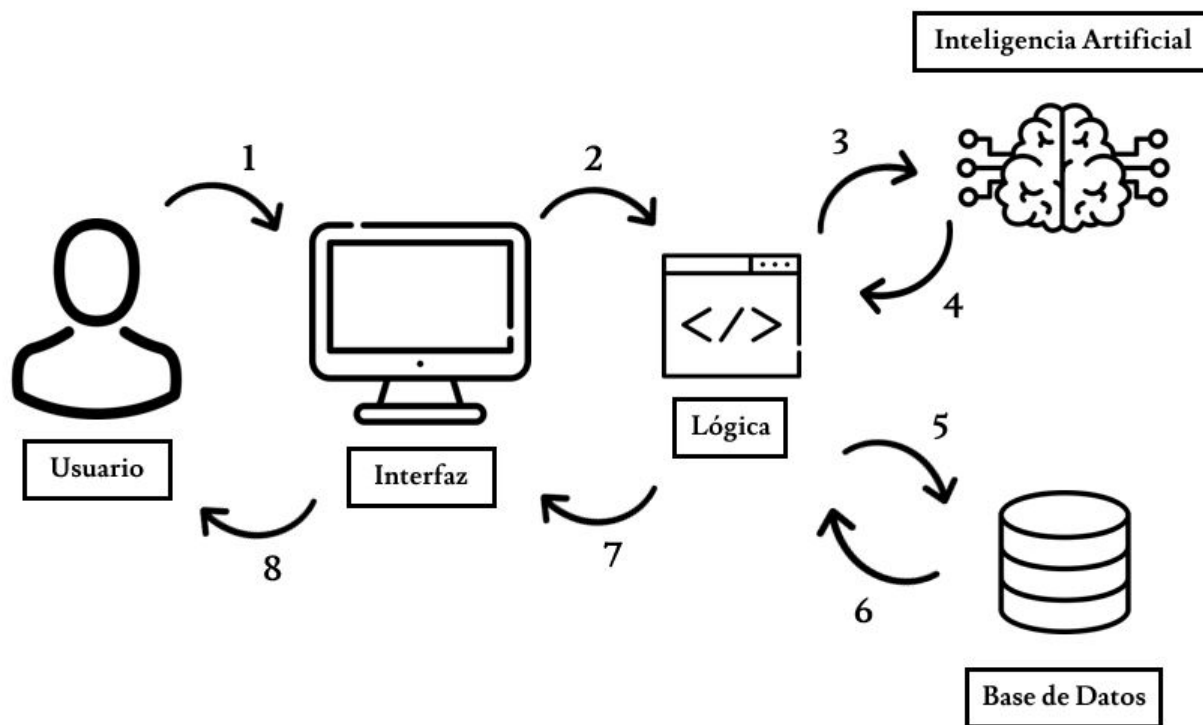 Inteligencia Artificial
1
2
3
4
Usuario
Interfaz
Lógica
5
6
7
8
Base de Datos